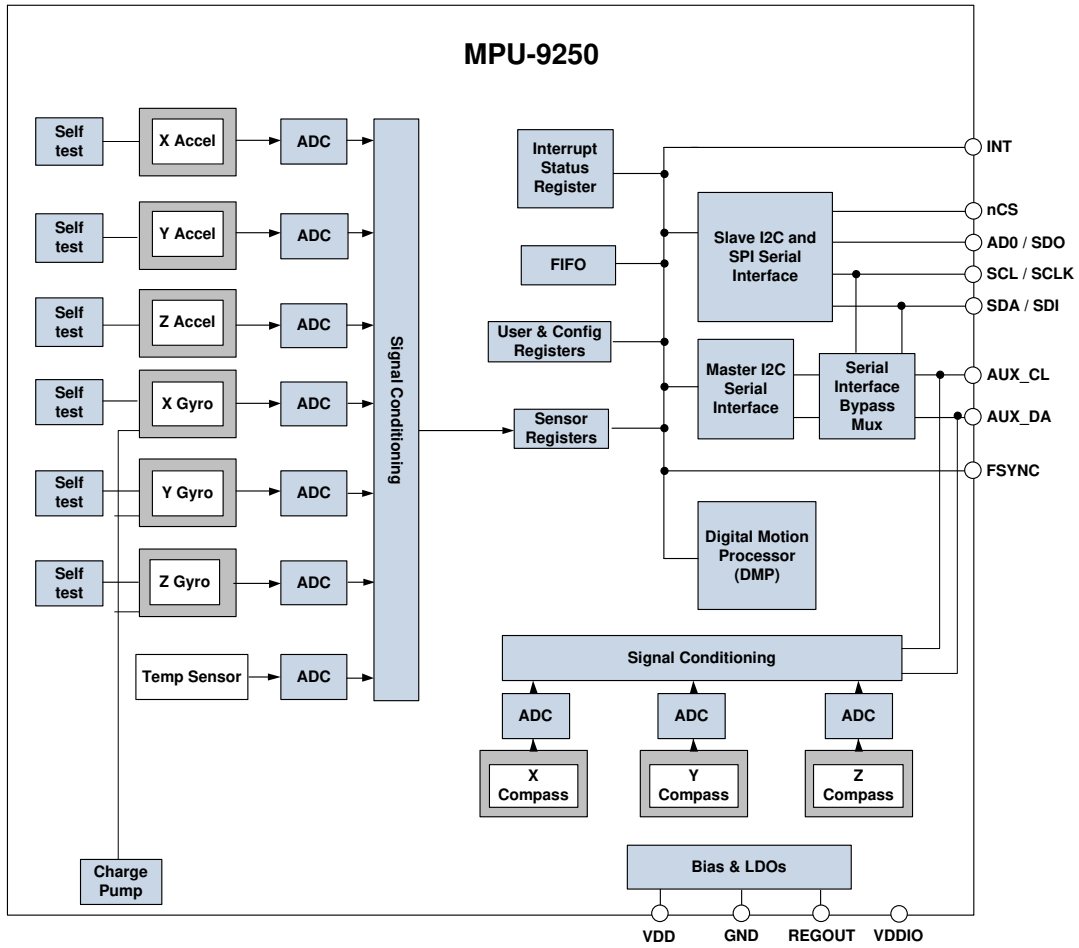 MPU-9250
Self
test
X Accel
ADC
Self
test
Y Accel
ADC
Self
test
Z Accel
ADC
Self
test
X Gyro
ADC
Self
test
Y Gyro
ADC
Self
test
Z Gyro
ADC
Temp Sensor
ADC
Signal Conditioning
Charge
Pump
Interrupt
Status
Register
FIFO
User & Config
Registers
Sensor
Registers
Slave I2C and
SPI Serial
Interface
Master I2C
Serial
Interface
Serial
Interface
Bypass
Mux
Digital Motion
Processor
(DMP)
INT
nCS
AD0 / SDO
SCL / SCLK
SDA / SDI
AUX_CL
AUX_DA
FSYNC
Signal Conditioning
ADC
ADC
ADC
X
Compass
Y
Compass
Z
Compass
Bias & LDOs
VDD
GND
REGOUT
VDDIO